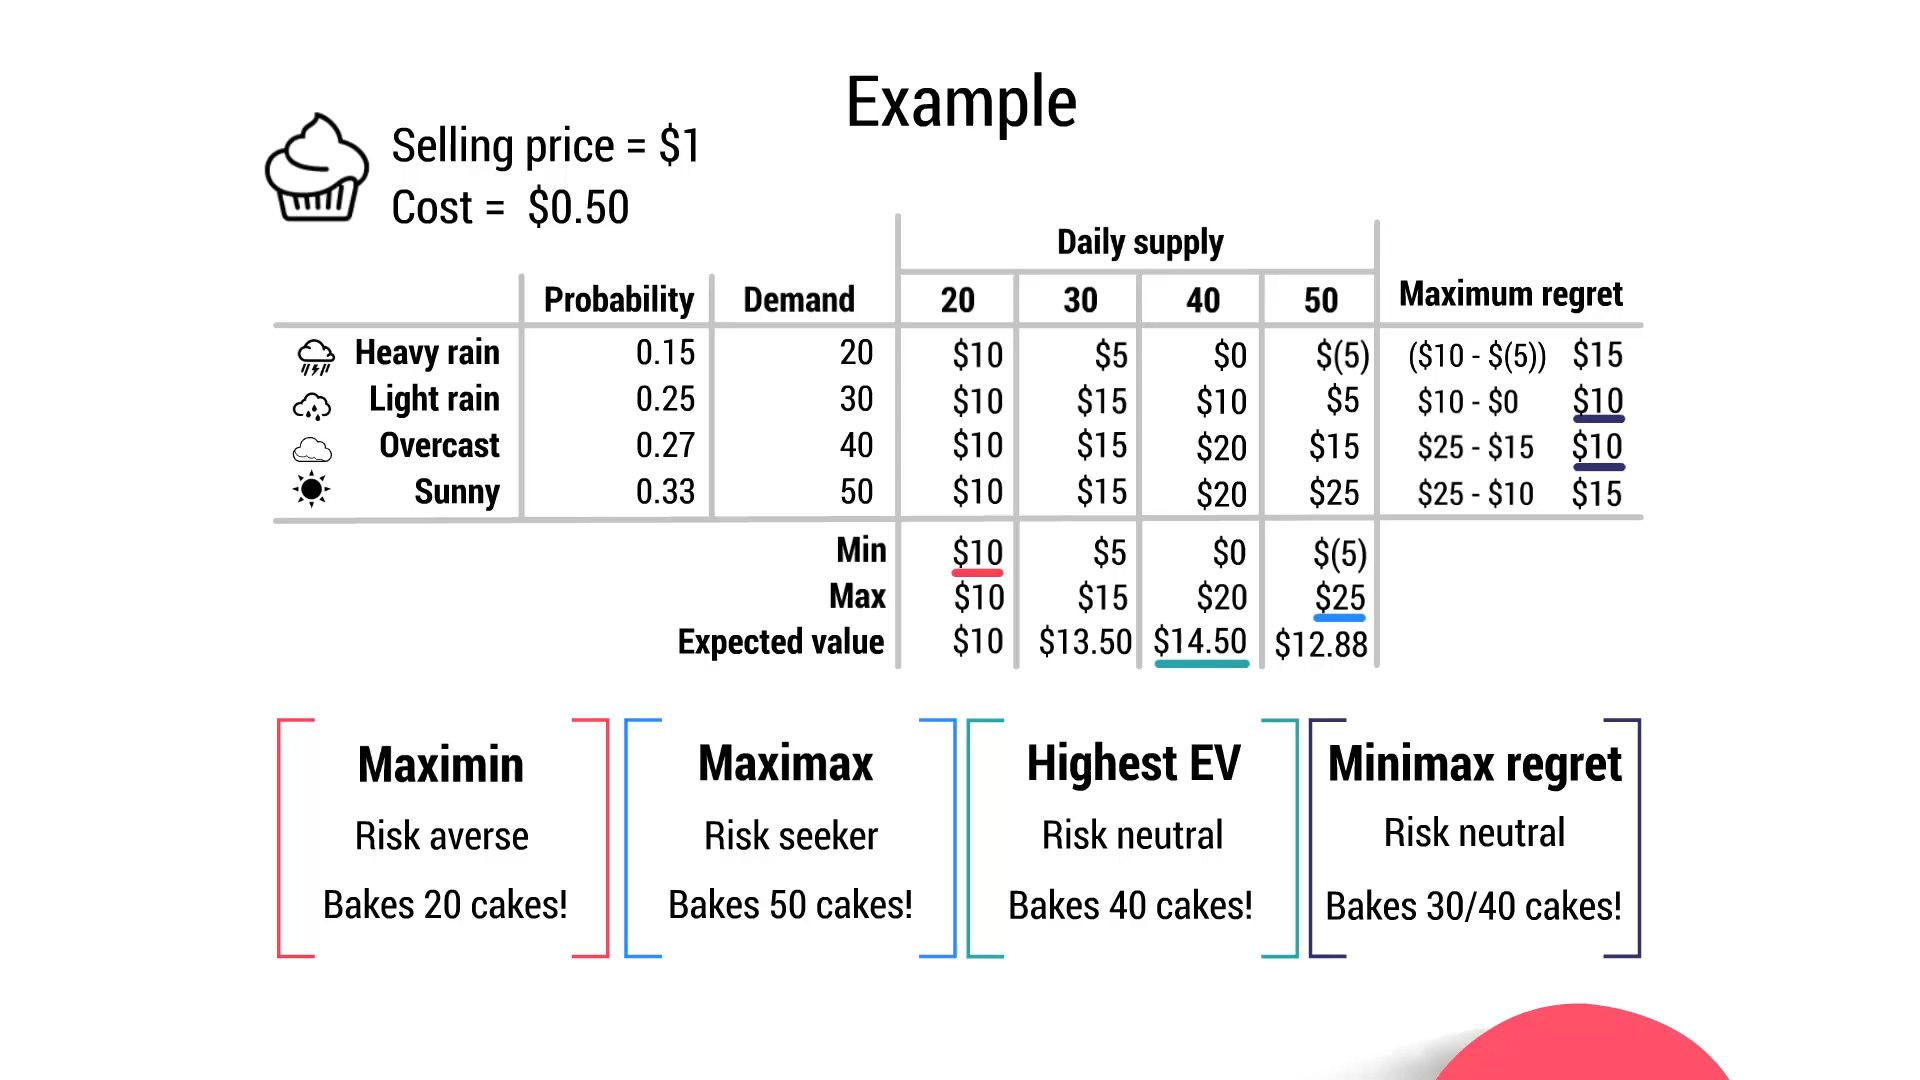 Example
Selling price = $1
Cost = $0.50
Daily supply
Probability Demand 20 30 40 50 Maximum regret
Heavy rain 0.15 20 $10 $5 $0 $(5) ($10 - $(5)) $15
Light rain 0.25 30 $10 $15 $10 $5 $10 - $0 $10
Overcast 0.27 40 $10 $15 $20 $15 $25 - $15 $10
Sunny 0.33 50 $10 $15 $20 $25 $25 - $10 $15
Min $10 $5 $0 $(5)
Max $10 $15 $20 $25
Expected value $10 $13.50 $14.50 $12.88
Maximin
Risk averse
Bakes 20 cakes!
Maximax
Risk seeker
Bakes 50 cakes!
Highest EV
Risk neutral
Bakes 40 cakes!
Minimax regret
Risk neutral
Bakes 30/40 cakes!